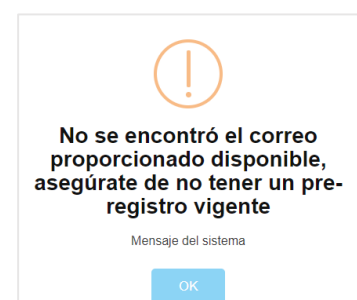 No se encontró el correo
proporcionado disponible,
asegúrate de no tener un pre-
registro vigente
Mensaje del sistema
OK